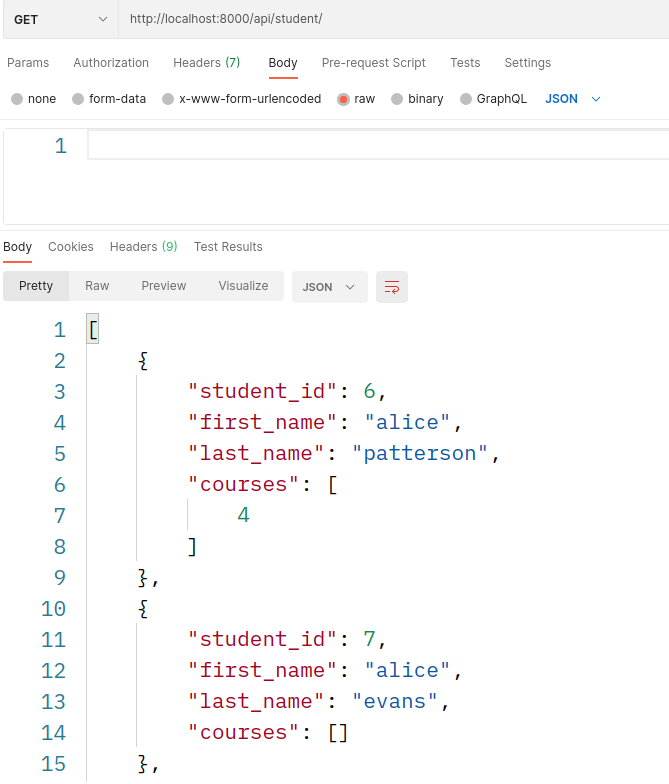 GET http://localhost:8000/api/student/
Params Authorization Headers (7) Body Pre-request Script Tests Settings
none form-data x-www-form-urlencoded raw binary GraphQL JSON
1
Body Cookies Headers (9) Test Results
Pretty Raw Preview Visualize JSON
1 [
2 {
3 "student_id": 6,
4 "first_name": "alice",
5 "last_name": "patterson",
6 "courses": [
7 4
8 ]
9 },
10 {
11 "student_id": 7,
12 "first_name": "alice",
13 "last_name": "evans",
14 "courses": []
15 },